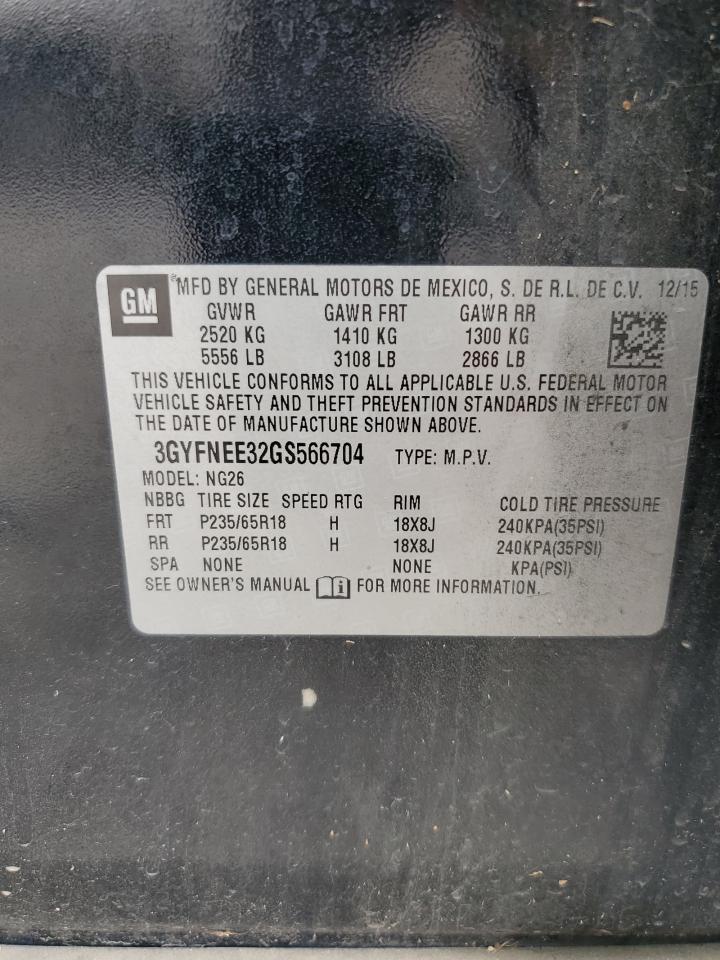 GM
®MFD BY GENERAL MOTORS DE MEXICO, S. DE R.L. DE C.V. 12/15
GVWR GAWR FRT GAWR RR
2520 KG 1410 KG 1300 KG
5556 LB 3108 LB 2866 LB
THIS VEHICLE CONFORMS TO ALL APPLICABLE U.S. FEDERAL MOTOR
VEHICLE SAFETY AND THEFT PREVENTION STANDARDS IN EFFECT ON
THE DATE OF MANUFACTURE SHOWN ABOVE.
3GYFNEE32GS566704 TYPE: M.P.V.
MODEL: NG26
NBBG TIRE SIZE SPEED RTG RIM COLD TIRE PRESSURE
FRT P235/65R18 H 18X8J 240KPA(35PSI)
RR P235/65R18 H 18X8J 240KPA(35PSI)
SPA NONE NONE KPA(PSI)
SEE OWNER'S MANUAL i FOR MORE INFORMATION.